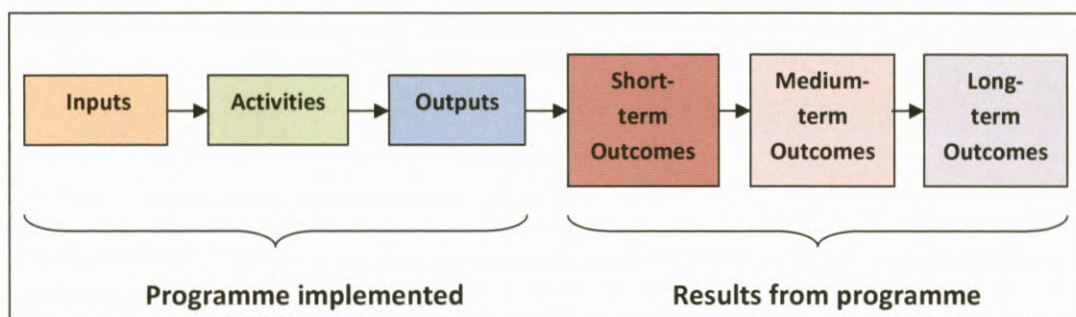 Inputs
Activities
Outputs
Short-
term
Outcomes
Medium-
term
Outcomes
Long-
term
Outcomes
Programme implemented
Results from programme